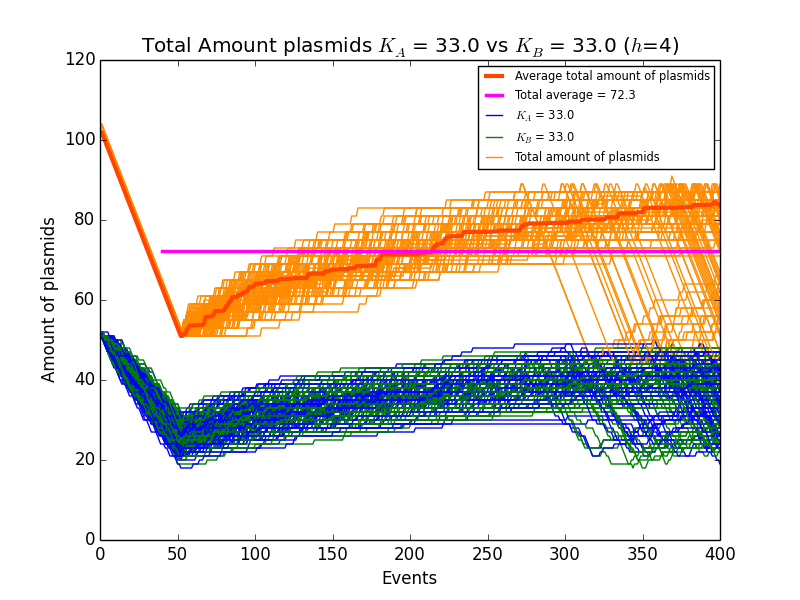 Total Amount plasmids K_A = 33.0 vs K_B = 33.0 (h=4)
120
100
80
60
40
20
0
Amount of plasmids
Average total amount of plasmids
Total average = 72.3
K_A = 33.0
K_B = 33.0
Total amount of plasmids
0 50 100 150 200 250 300 350 400
Events